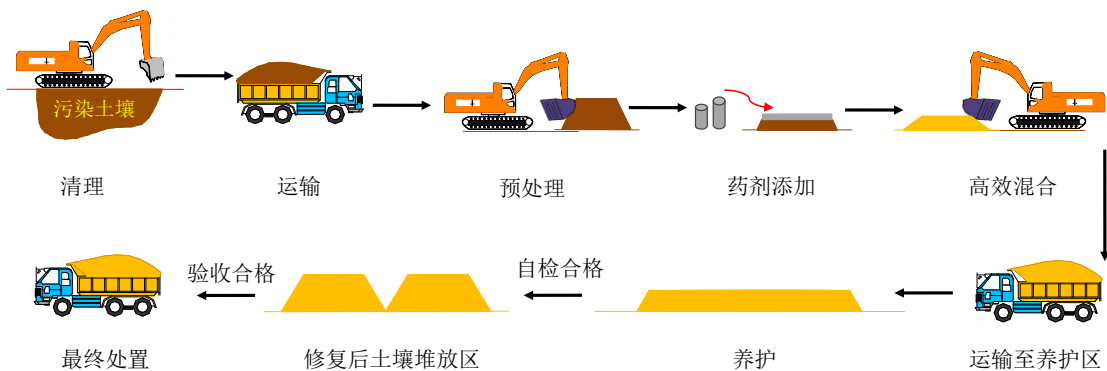 污染土壤
清理
运输
预处理
药剂添加
高效混合
验收合格
自检合格
最终处置
修复后土壤堆放区
养护
运输至养护区